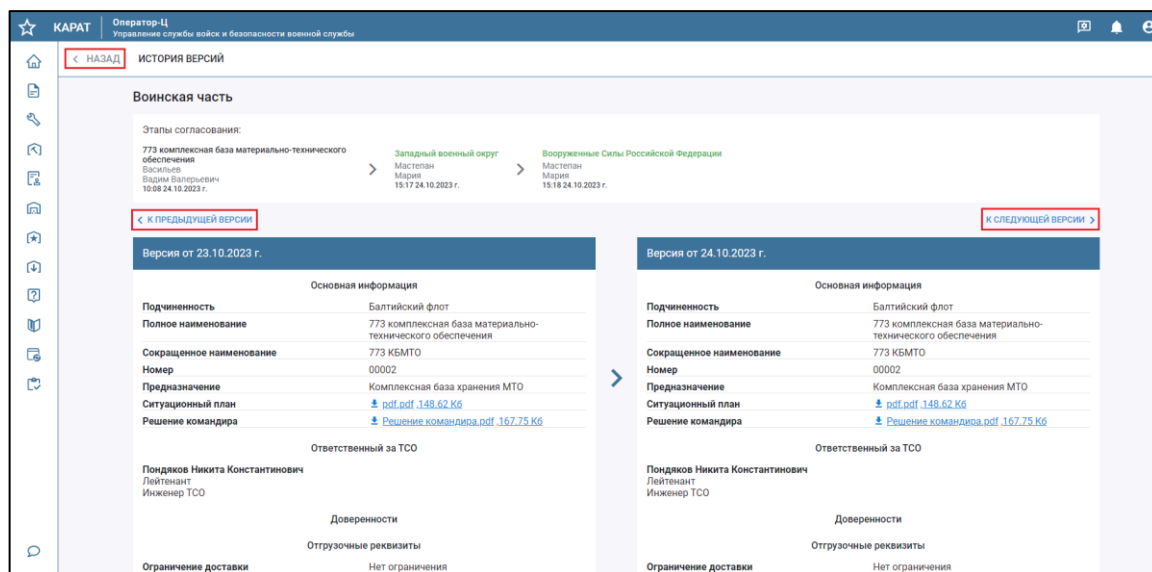 КАРАТ
Оператор-Ц
Управление службы войск и безопасности военной службы
НАЗАД ИСТОРИЯ ВЕРСИЙ
Воинская часть
Этапы согласования:
773 комплексная база материально-технического
обеспечения
Васильев
Вадим Валерьевич
10:08 24.10.2023 г.
Западный военный округ
Мастепан
Мария
15:17 24.10.2023 г.
Вооруженные Силы Российской Федерации
Мастепан
Мария
15:18 24.10.2023 г.
К ПРЕДЫДУЩЕЙ ВЕРСИИ
К СЛЕДУЮЩЕЙ ВЕРСИИ
Версия от 23.10.2023 г.
Основная информация
Подчиненность Балтийский флот
Полное наименование 773 комплексная база материально-
технического обеспечения
Сокращенное наименование 773 КБМТО
Номер 00002
Предназначение Комплексная база хранения МТО
Ситуационный план pdf.pdf ,148.62 Кб
Решение командира Решение командира.pdf ,167.75 Кб
Ответственный за ТСО
Пондяков Никита Константинович
Лейтенант
Инженер ТСО
Доверенности
Отгрузочные реквизиты
Ограничение доставки Нет ограничения
Версия от 24.10.2023 г.
Основная информация
Подчиненность Балтийский флот
Полное наименование 773 комплексная база материально-
технического обеспечения
Сокращенное наименование 773 КБМТО
Номер 00002
Предназначение Комплексная база хранения МТО
Ситуационный план pdf.pdf ,148.62 Кб
Решение командира Решение командира.pdf ,167.75 Кб
Ответственный за ТСО
Пондяков Никита Константинович
Лейтенант
Инженер ТСО
Доверенности
Отгрузочные реквизиты
Ограничение доставки Нет ограничения